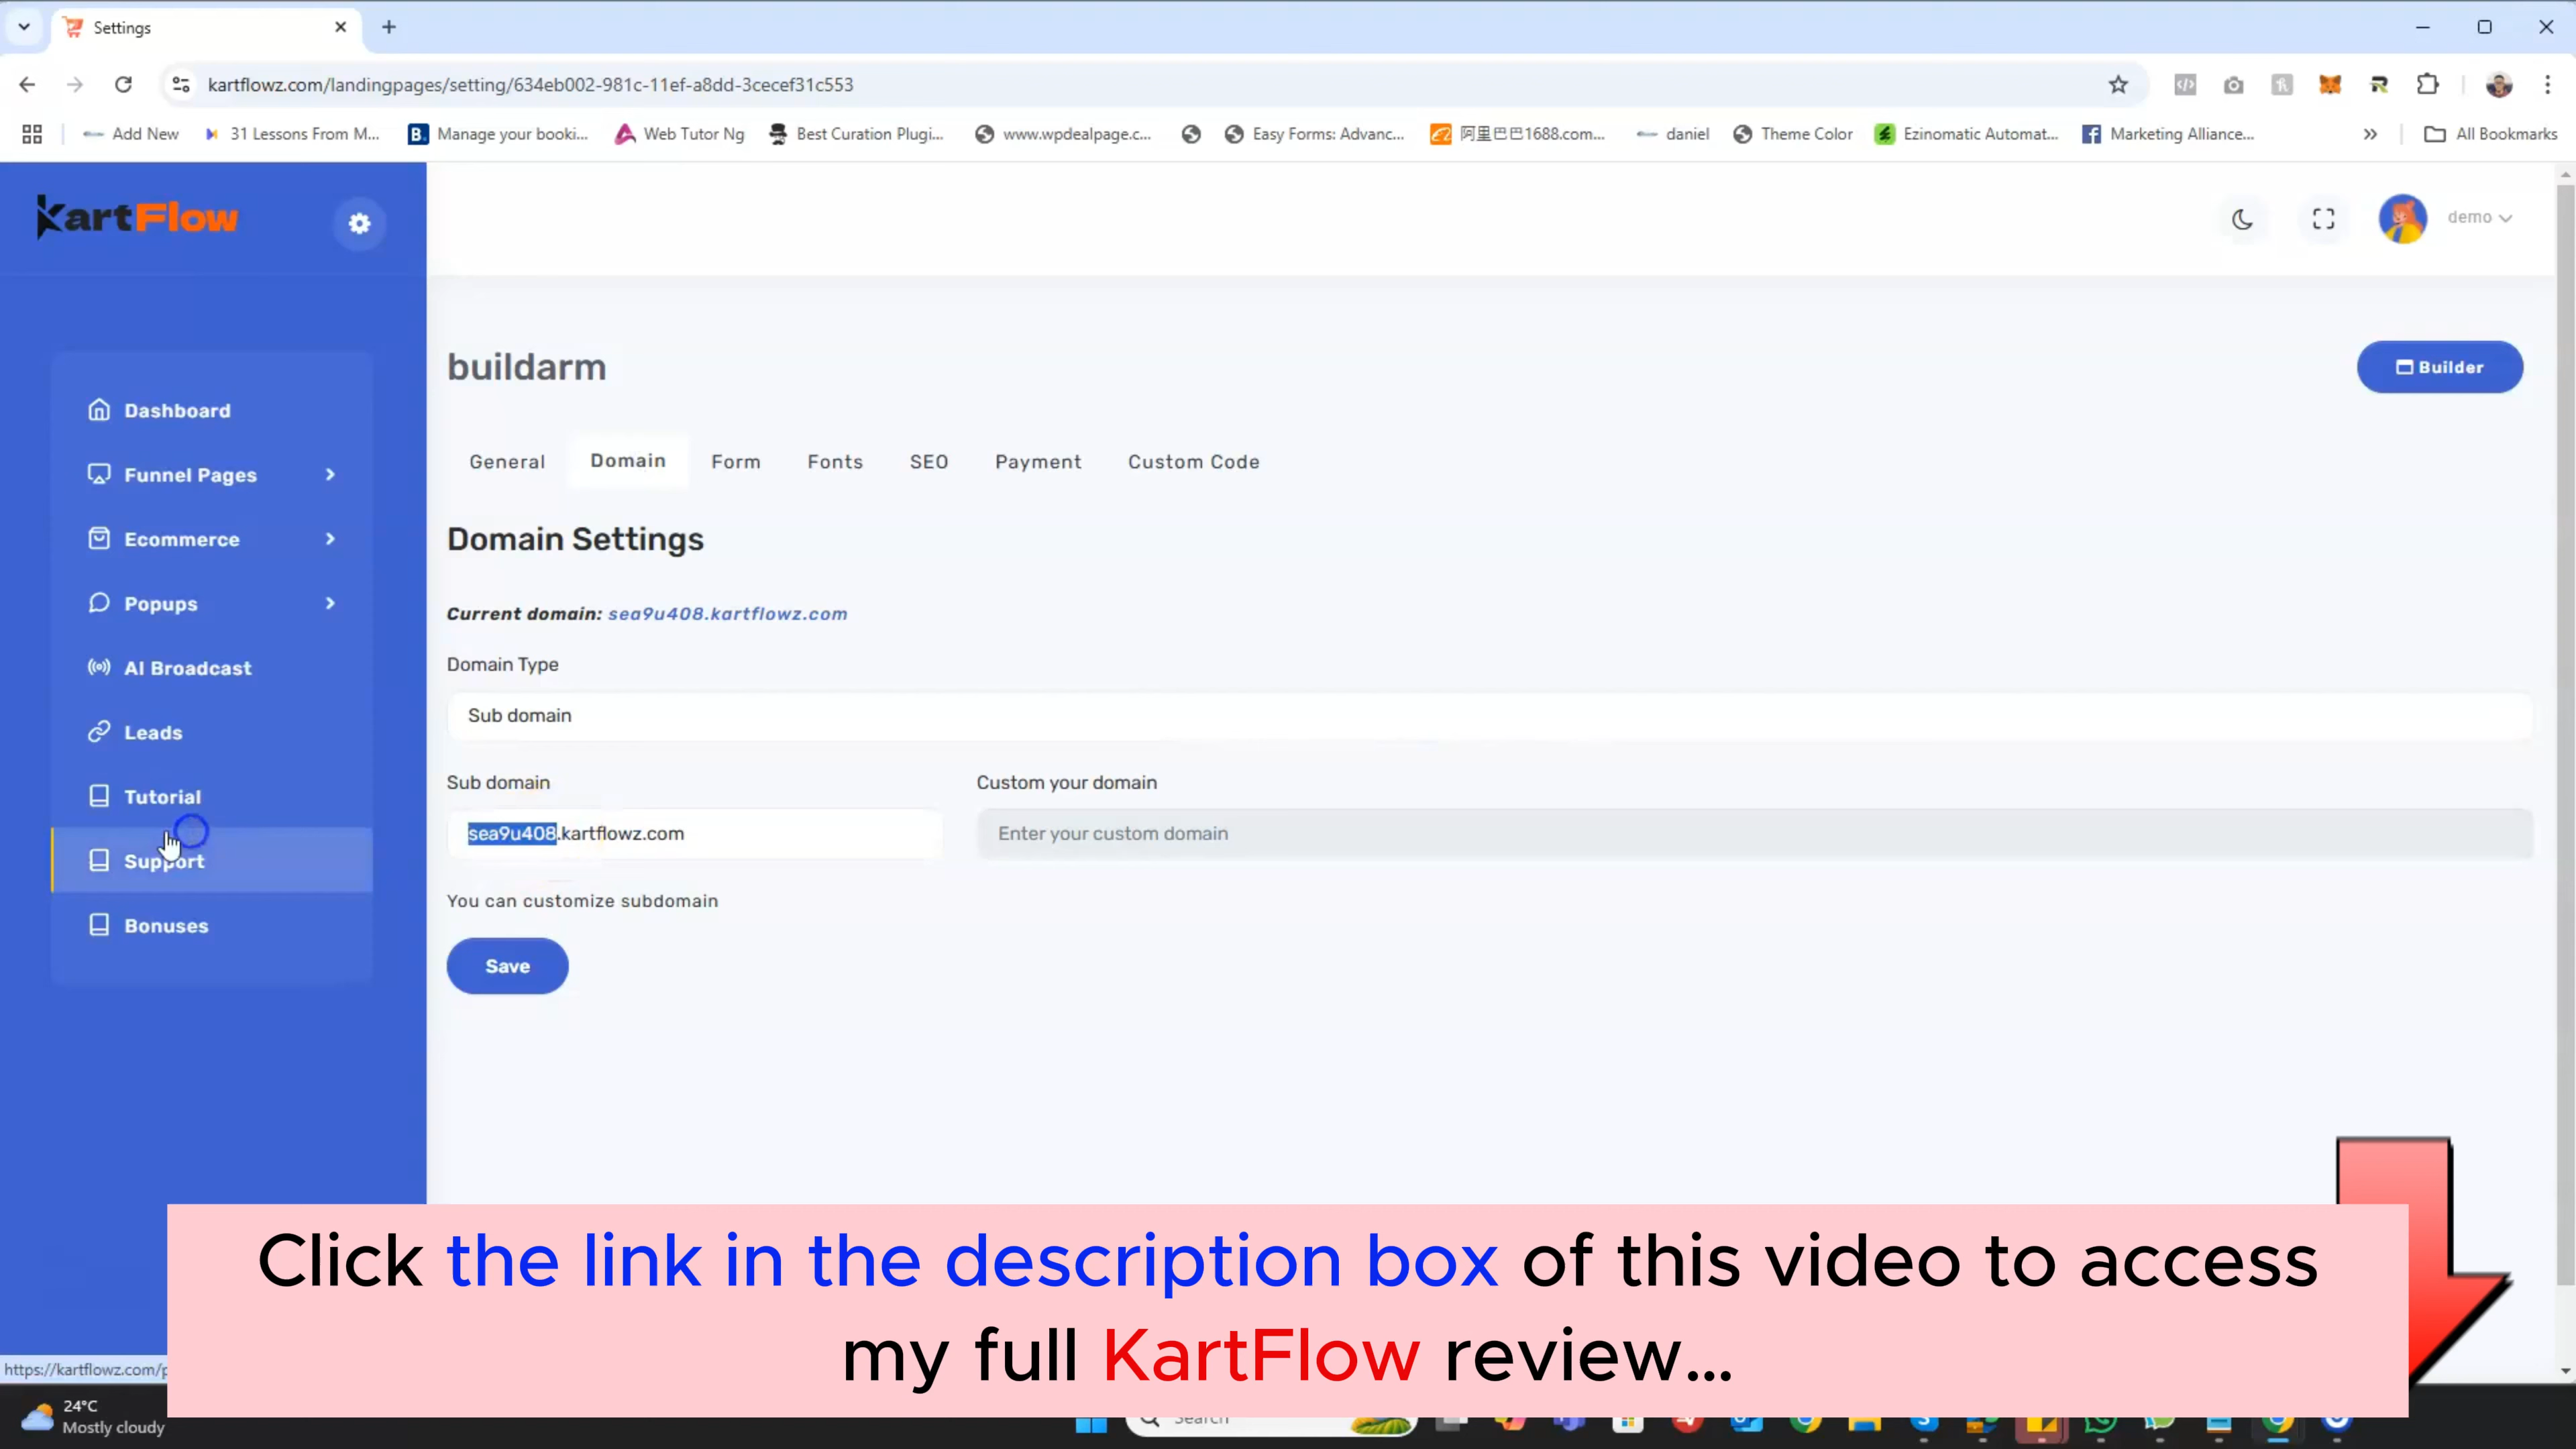 Settings
kartflowz.com/landingpages/setting/634eb002-981c-11ef-a8dd-3cecef31c553
Add New
31 Lessons From M...
Manage your booki...
Web Tutor Ng
Best Curation Plugi...
www.wpdealpage.c...
Easy Forms: Advanc...
阿里巴巴1688.com...
daniel
Theme Color
Ezinomatic Automat...
Marketing Alliance...
All Bookmarks
KartFlow
demo
buildarm
Builder
Dashboard
Funnel Pages
Ecommerce
Popups
AI Broadcast
Leads
Tutorial
Support
Bonuses
General
Domain
Form
Fonts
SEO
Payment
Custom Code
Domain Settings
Current domain: sea9u408.kartflowz.com
Domain Type
Sub domain
Sub domain
Custom your domain
sea9u408.kartflowz.com
Enter your custom domain
You can customize subdomain
Save
Click the link in the description box of this video to access
my full KartFlow review...
https://kartflowz.com/p
24°C
Mostly cloudy
Search